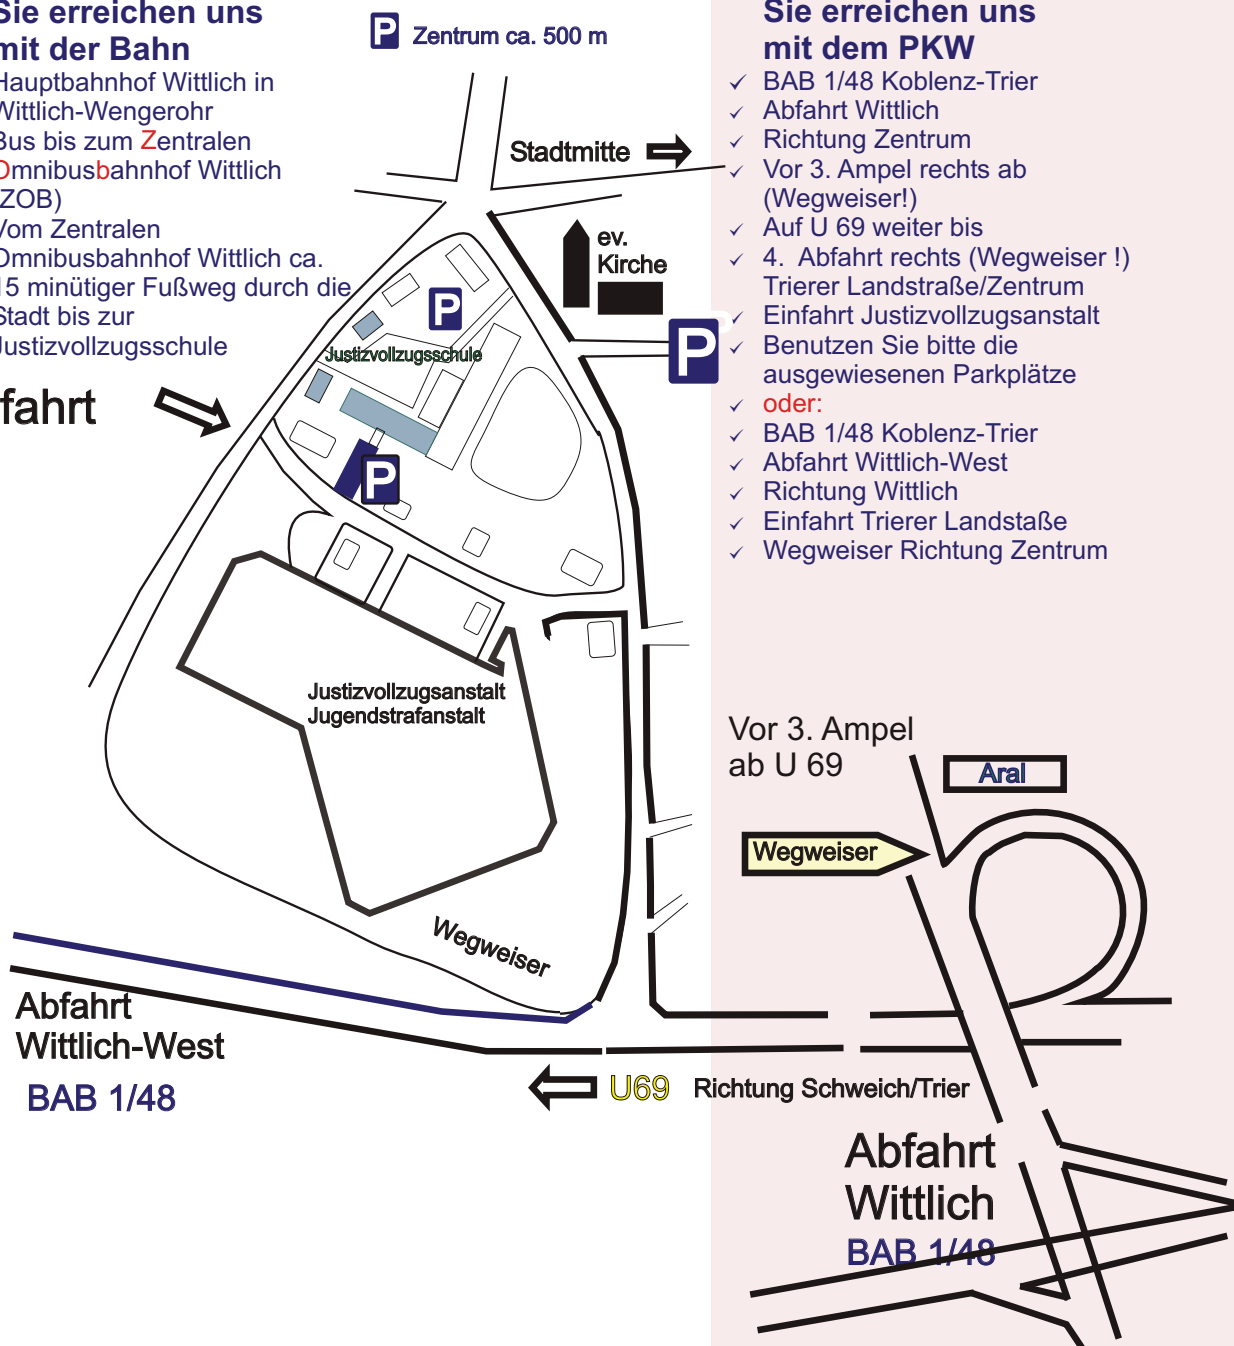 Sie erreichen uns
mit der Bahn
Hauptbahnhof Wittlich in
Wittlich-Wengerohr
Bus bis zum Zentralen
Omnibusbahnhof Wittlich
ZOB)
Vom Zentralen
Omnibusbahnhof Wittlich ca.
15 minütiger Fußweg durch die
Stadt bis zur
Justizvollzugsschule
fahrt
P Zentrum ca. 500 m
Stadtmitte
ev.
Kirche
P
P
Justizvollzugsschule
P
Justizvollzugsanstalt
Jugendstrafanstalt
Wegweiser
Abfahrt
Wittlich-West
BAB 1/48
U69 Richtung Schweich/Trier
Sie erreichen uns
mit dem PKW
✓ BAB 1/48 Koblenz-Trier
✓ Abfahrt Wittlich
✓ Richtung Zentrum
✓ Vor 3. Ampel rechts ab
(Wegweiser!)
✓ Auf U 69 weiter bis
✓ 4. Abfahrt rechts (Wegweiser !)
Trierer Landstraße/Zentrum
✓ Einfahrt Justizvollzugsanstalt
✓ Benutzen Sie bitte die
ausgewiesenen Parkplätze
✓ oder:
✓ BAB 1/48 Koblenz-Trier
✓ Abfahrt Wittlich-West
✓ Richtung Wittlich
✓ Einfahrt Trierer Landstaße
✓ Wegweiser Richtung Zentrum
Vor 3. Ampel
ab U 69
Aral
Wegweiser
Abfahrt
Wittlich
BAB 1/48